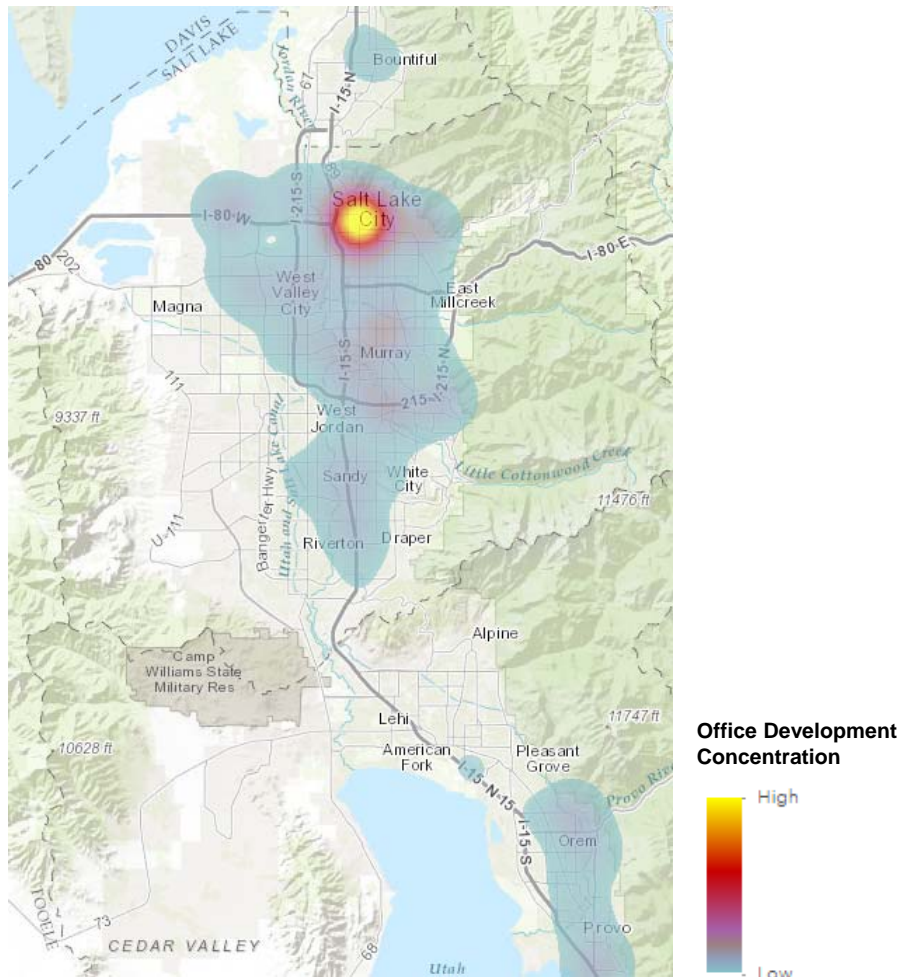 DAVIS
SALT LAKE
Jordan River
67
I-15-N
Bountiful
I-215-S
89
Salt Lake
City
I-80-W
80
202
I-80-E
West
Valley
City
East
Millcreek
Magna
I-15-S
Murray
I-215-N
111
215
9337 ft
West
Jordan
Utah and Salt Lake Canal
Bangerter Hwy
Sandy
White
City
Little Cottonwood Creek
11476 ft
U-111
Riverton
Draper
Alpine
Camp
Williams State
Military Res
Lehi
11747 ft
10628 ft
American
Fork
Pleasant
Grove
I-15-N-15
Provo River
I-15-S
Orem
TOOELE
73
Provo
CEDAR VALLEY
68
Utah
Office Development
Concentration
High
Low